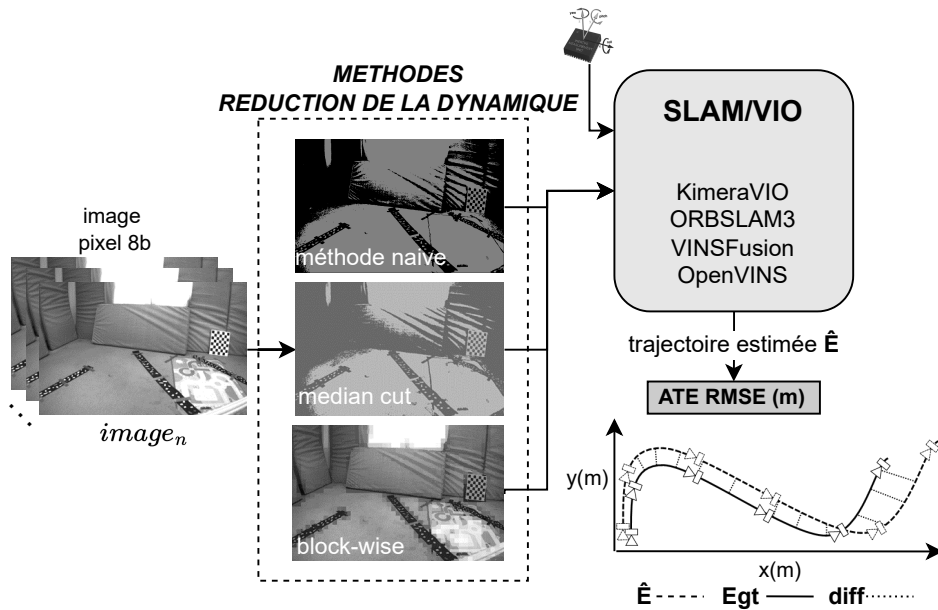 METHODES
REDUCTION DE LA DYNAMIQUE
image
pixel 8b
image_n
méthode naive
median cut
block-wise
SLAM/VIO
KimeraVIO
ORBSLAM3
VINSFusion
OpenVINS
trajectoire estimée Ê
ATE RMSE (m)
y(m)
x(m)
Ê Egt diff